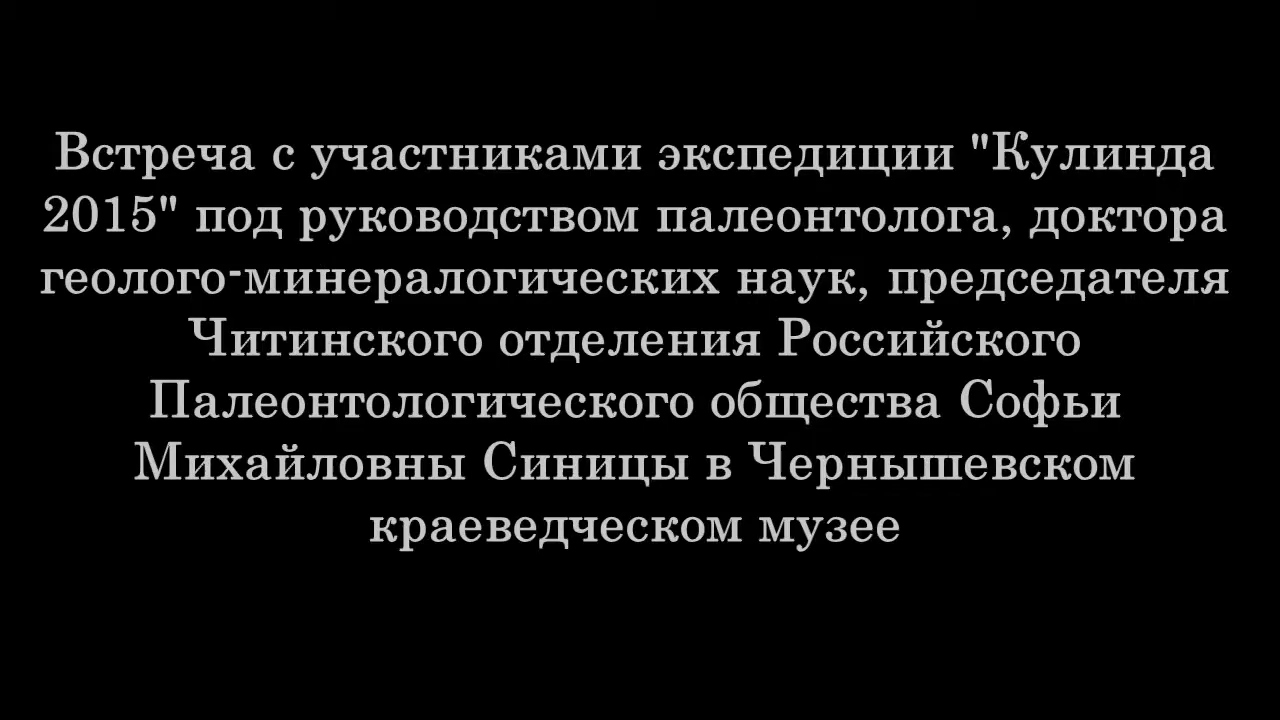 Встреча с участниками экспедиции "Кулинда
2015" под руководством палеонтолога, доктора
геолого-минералогических наук, председателя
Читинского отделения Российского
Палеонтологического общества Софьи
Михайловны Синицы в Чернышевском
краеведческом музее